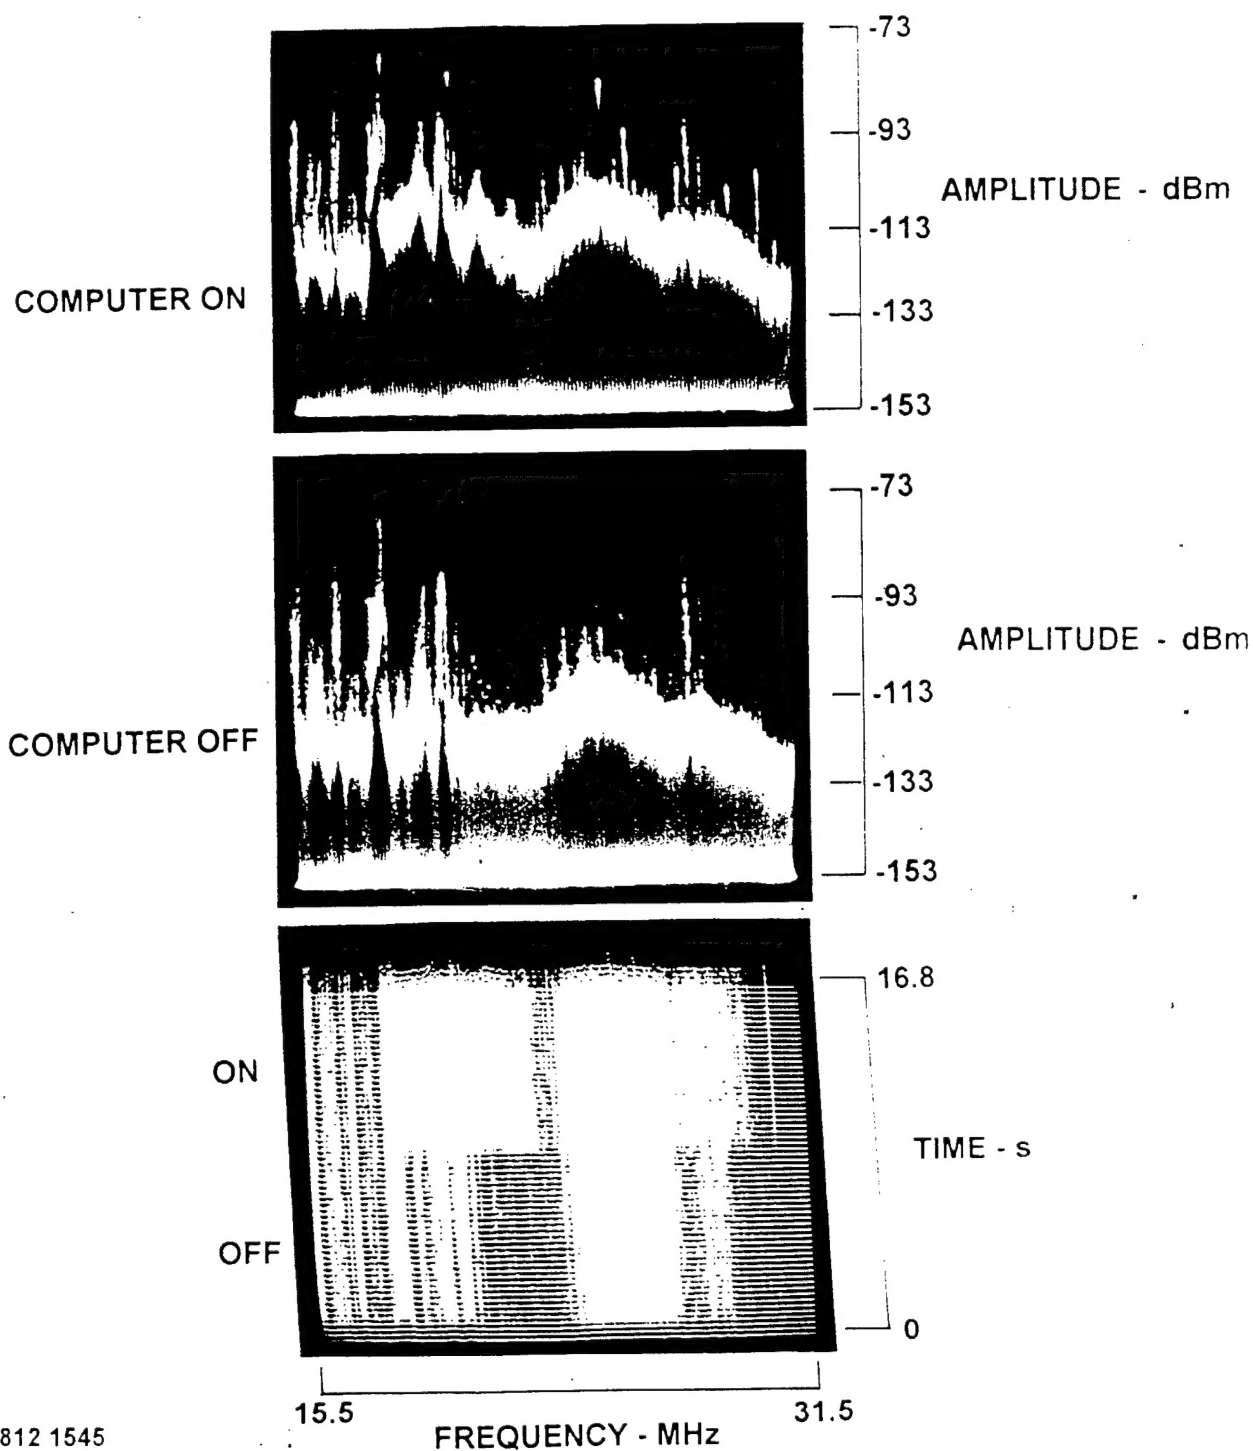 -73
-93
AMPLITUDE - dBm
-113
COMPUTER ON
-133
-153
-73
-93
AMPLITUDE - dBm
-113
COMPUTER OFF
-133
-153
16.8
ON
TIME - s
OFF
0
15.5
31.5
FREQUENCY - MHz
812 1545